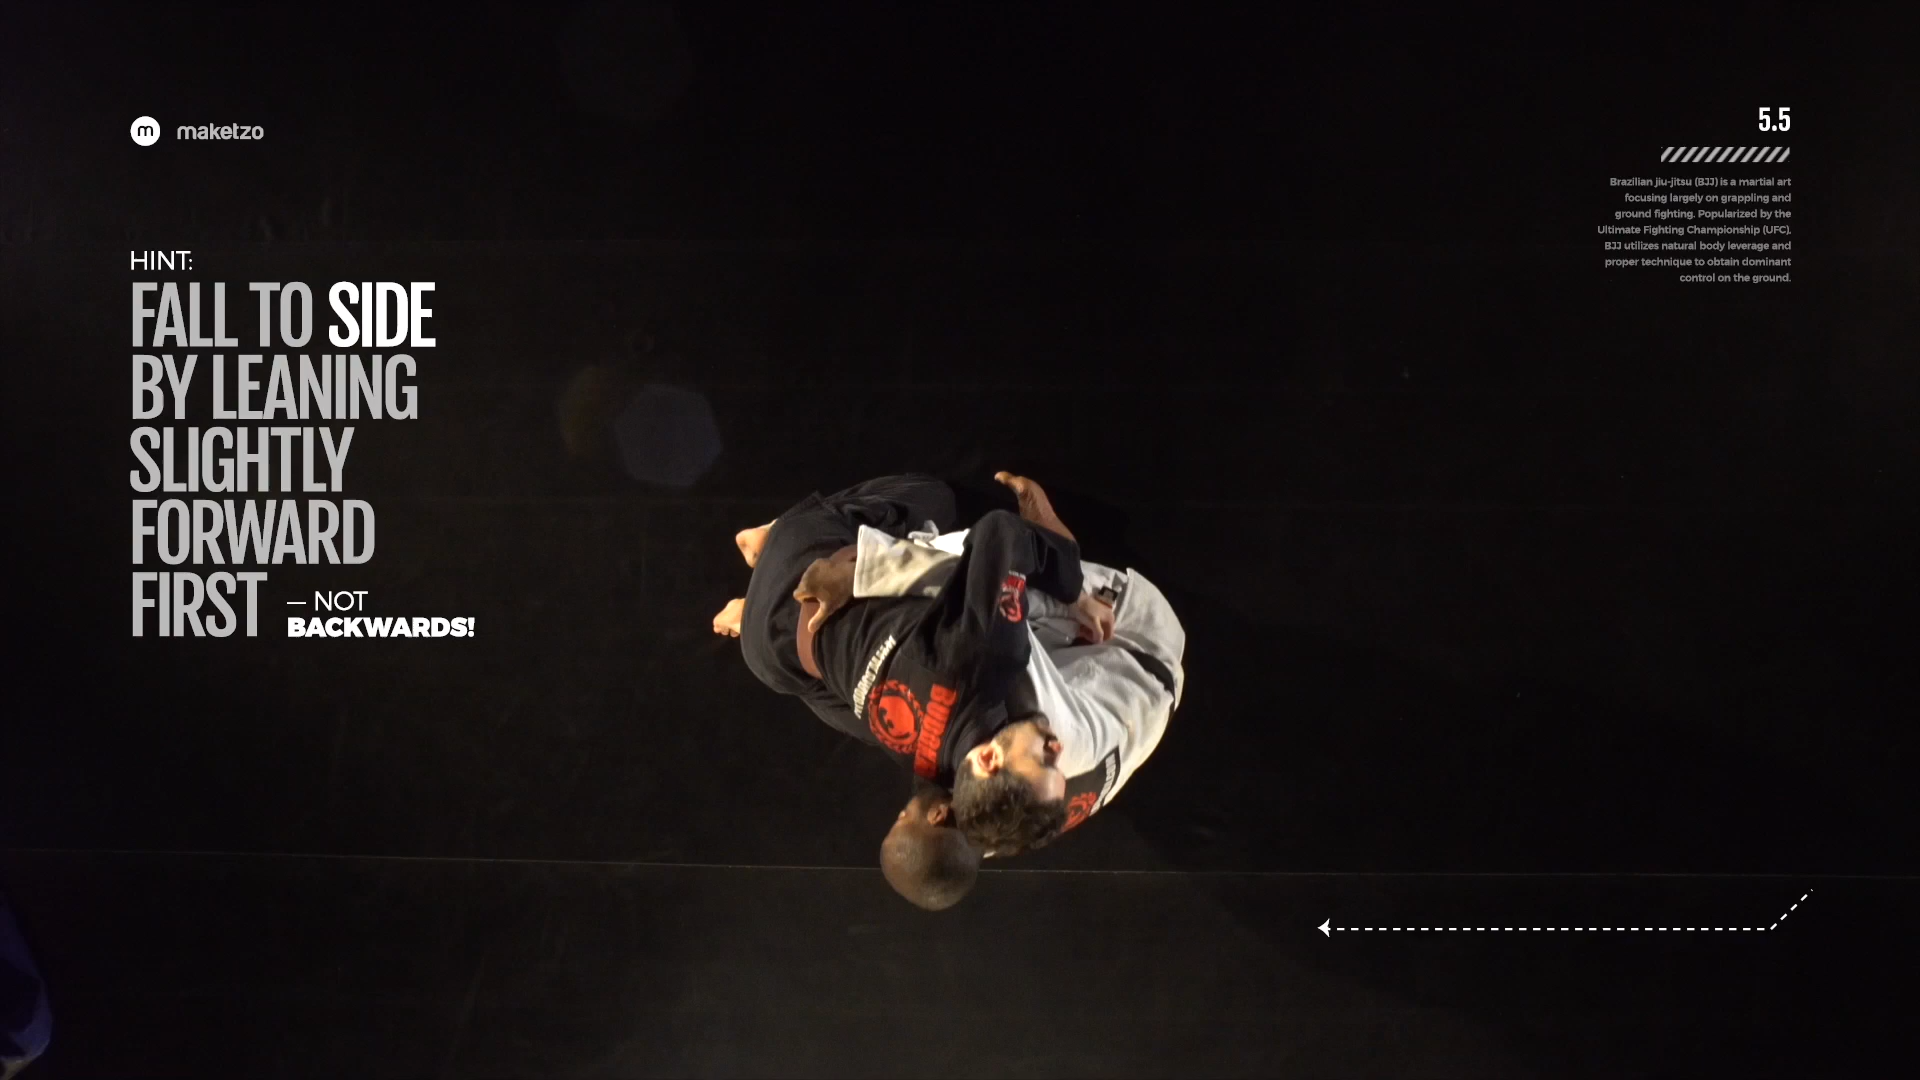 maketzo
5.5
Brazilian jiu-jitsu (BJJ) is a martial art
focusing largely on grappling and
ground fighting. Popularized by the
Ultimate Fighting Championship (UFC),
BJJ utilizes natural body leverage and
proper technique to obtain dominant
control on the ground.
HINT:
FALL TO SIDE
BY LEANING
SLIGHTLY
FORWARD
FIRST — NOT
BACKWARDS!